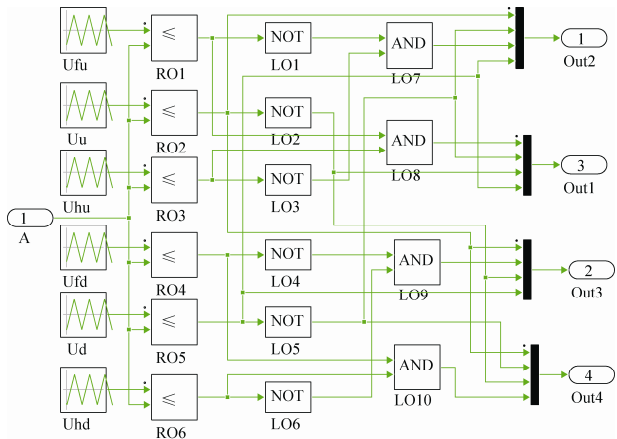 Ufu
≤
RO1
NOT
LO1
AND
LO7
1
Out2
Uu
≤
RO2
NOT
LO2
AND
LO8
3
Out1
Uhu
≤
RO3
NOT
LO3
1
A
Ufd
≤
RO4
NOT
LO4
AND
LO9
2
Out3
Ud
≤
RO5
NOT
LO5
AND
LO10
4
Out4
Uhd
≤
RO6
NOT
LO6